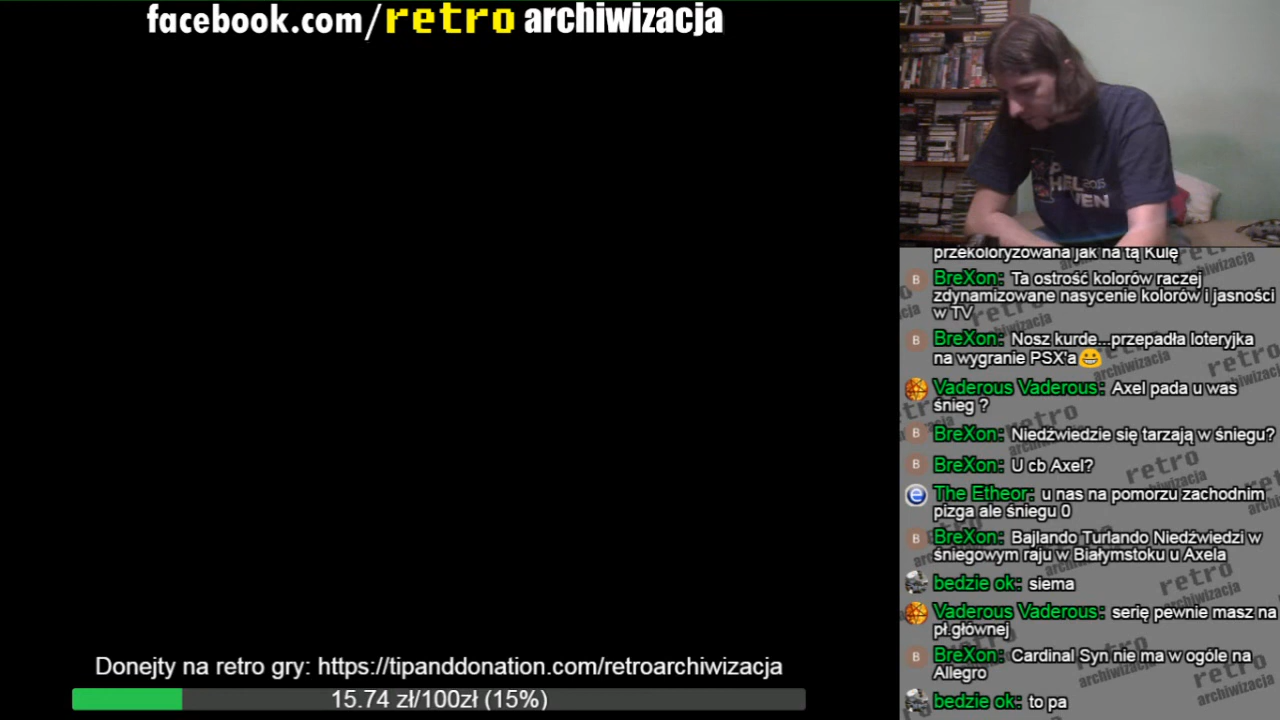 facebook.com/retro archiwizacja
HEL 2015
przekoloryzowana jak na tą Kulę
BreXon: Ta ostrość kolorów raczej
zdynamizowane nasycenie kolorów i jasności
w TV
BreXon: Nosz kurde...przepadła loteryjka
na wygranie PSX'a😀
Vaderous Vaderous: Axel pada u was
śnieg ?
BreXon: Niedźwiedzie się tarzają w śniegu?
BreXon: U cb Axel?
The Etheor: u nas na pomorzu zachodnim
pizga ale śniegu 0
BreXon: Bajlando Turlando Niedźwiedzi w
śniegowym raju w Białymstoku u Axela
bedzie ok: siema
Vaderous Vaderous: serię pewnie masz na
pł.głównej
BreXon: Cardinal Syn nie ma w ogóle na
Allegro
bedzie ok: to pa
Donejty na retro gry: https://tipanddonation.com/retroarchiwizacja
15.74 zł/100zł (15%)